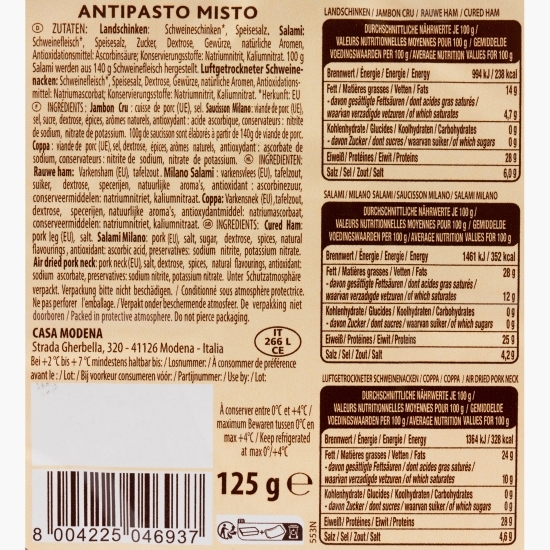 ANTIPASTO MISTO
Ⓓ ZUTATEN: Landschinken: Schweineschinken*, Speisesalz. Salami:
Schweinefleisch*, Speisesalz, Zucker, Dextrose, Gewürze, natürliche Aromen,
Antioxidationsmittel: Ascorbinsäure; Konservierungsstoffe: Natriumnitrit, Kaliumnitrat. 100 g
Salami werden aus 140 g Schweinefleisch hergestellt. Luftgetrockneter Schweine-
nacken: Schweinefleisch*, Speisesalz, Dextrose, Gewürze, natürliche Aromen, Antioxidations-
mittel: Natriumascorbat; Konservierungsstoffe: Natriumnitrit, Kaliumnitrat. *Herkunft: EU
Ⓕ INGREDIENTS: Jambon Cru: cuisse de porc (UE), sel. Saucisson Milano: viande de porc (UE),
sel, sucre, dextrose, épices, arômes naturels, antioxydant: acide ascorbique, conservateurs: nitrite
de sodium, nitrate de potassium. 100g de saucisson sont élaborés à partir de 140g de viande de porc.
Coppa: viande de porc (UE), sel, dextrose, épices, arômes naturels, antioxydant: ascorbate de
sodium, conservateurs: nitrite de sodium, nitrate de potassium. INGREDIËNTEN:
Rauwe ham: Varkensham (EU), tafelzout. Milano Salami: varkensvlees (EU), tafelzout,
suiker, dextrose, specerijen, natuurlijke aroma's, antioxidant: ascorbinezuur,
conserveermiddelen: natriumnitriet, kaliumnitraat. Coppa: Varkensnek (EU), tafelzout,
dextrose, specerijen, natuurlijke aroma's, antioxydantmiddel: natriumascorbaat,
conserveermiddelen: natriumnitriet, kaliumnitraat. INGREDIENTS: Cured Ham:
pork leg (EU), salt. Salami Milano: pork (EU), salt, sugar, dextrose, spices, natural
flavourings, antioxidant: ascorbic acid, preservatives: sodium nitrite, potassium nitrate.
Air dried pork neck: pork neck (EU), salt, dextrose, spices, natural flavouring, antioxidant:
sodium ascorbate, preservatives: sodium nitrite, potassium nitrate. Unter Schutzatmosphäre
verpackt. Verpackung bitte nicht beschädigen. / Conditionné sous atmosphère protectrice.
Ne pas perforer l'emballage. / Verpakt onder beschermende atmosfeer. De verpakking niet
doorboren / Packed in protective atmosphere. Do not pierce packaging.
CASA MODENA
Strada Gherbella, 320 - 41126 Modena - Italia
IT
266 L
CE
Bei +2 °C bis +7 °C mindestens haltbar bis: / Losnummer: / À consommer de préférence
avant le: / Lot: / Bij voorkeur consumeren vóór: / Partijnummer: / Use by: / Lot:
À conserver entre 0°C et +4°C /
maximum Bewaren tussen 0°C en
max +4°C / Keep refrigerated
at max 0°/+4°C
125 g ℮
8 004225 046937
553N
LANDSCHINKEN / JAMBON CRU / RAUWE HAM / CURED HAM
DURCHSCHNITTLICHE NÄHRWERTE JE 100 g /
VALEURS NUTRITIONNELLES MOYENNES POUR 100 g / GEMIDDELDE
VOEDINGSWAARDEN PER 100 g / AVERAGE NUTRITION VALUES FOR 100 g
Brennwert / Énergie / Energie / Energy 994 kJ / 238 kcal
Fett / Matières grasses / Vetten / Fats 14 g
- davon gesättigte Fettsäuren / dont acides gras saturés /
waarvan verzadigde vetzuren / of which saturates 4,7 g
Kohlenhydrate / Glucides / Koolhydraten / Carbohydrates 0 g
- davon Zucker / dont sucres / waarvan suiker / of which sugars 0 g
Eiweiß / Protéines / Eiwit / Proteins 28 g
Salz / Sel / Zout / Salt 6,0 g
SALAMI / MILANO SALAMI / SAUCISSON MILANO / SALAMI MILANO
DURCHSCHNITTLICHE NÄHRWERTE JE 100 g /
VALEURS NUTRITIONNELLES MOYENNES POUR 100 g / GEMIDDELDE
VOEDINGSWAARDEN PER 100 g / AVERAGE NUTRITION VALUES FOR 100 g
Brennwert / Énergie / Energie / Energy 1461 kJ / 352 kcal
Fett / Matières grasses / Vetten / Fats 28 g
- davon gesättigte Fettsäuren / dont acides gras saturés /
waarvan verzadigde vetzuren / of which saturates 12 g
Kohlenhydrate / Glucides / Koolhydraten / Carbohydrates 0 g
- davon Zucker / dont sucres / waarvan suiker / of which sugars 0 g
Eiweiß / Protéines / Eiwit / Proteins 25 g
Salz / Sel / Zout / Salt 4,2 g
LUFTGETROCKNETER SCHWEINENACKEN / COPPA / COPPA / AIR DRIED PORK NECK
DURCHSCHNITTLICHE NÄHRWERTE JE 100 g /
VALEURS NUTRITIONNELLES MOYENNES POUR 100 g / GEMIDDELDE
VOEDINGSWAARDEN PER 100 g / AVERAGE NUTRITION VALUES FOR 100 g
Brennwert / Énergie / Energie / Energy 1364 kJ / 328 kcal
Fett / Matières grasses / Vetten / Fats 24 g
- davon gesättigte Fettsäuren / dont acides gras saturés /
waarvan verzadigde vetzuren / of which saturates 10 g
Kohlenhydrate / Glucides / Koolhydraten / Carbohydrates 0 g
- davon Zucker / dont sucres / waarvan suiker / of which sugars 0 g
Eiweiß / Protéines / Eiwit / Proteins 28 g
Salz / Sel / Zout / Salt 4,6 g